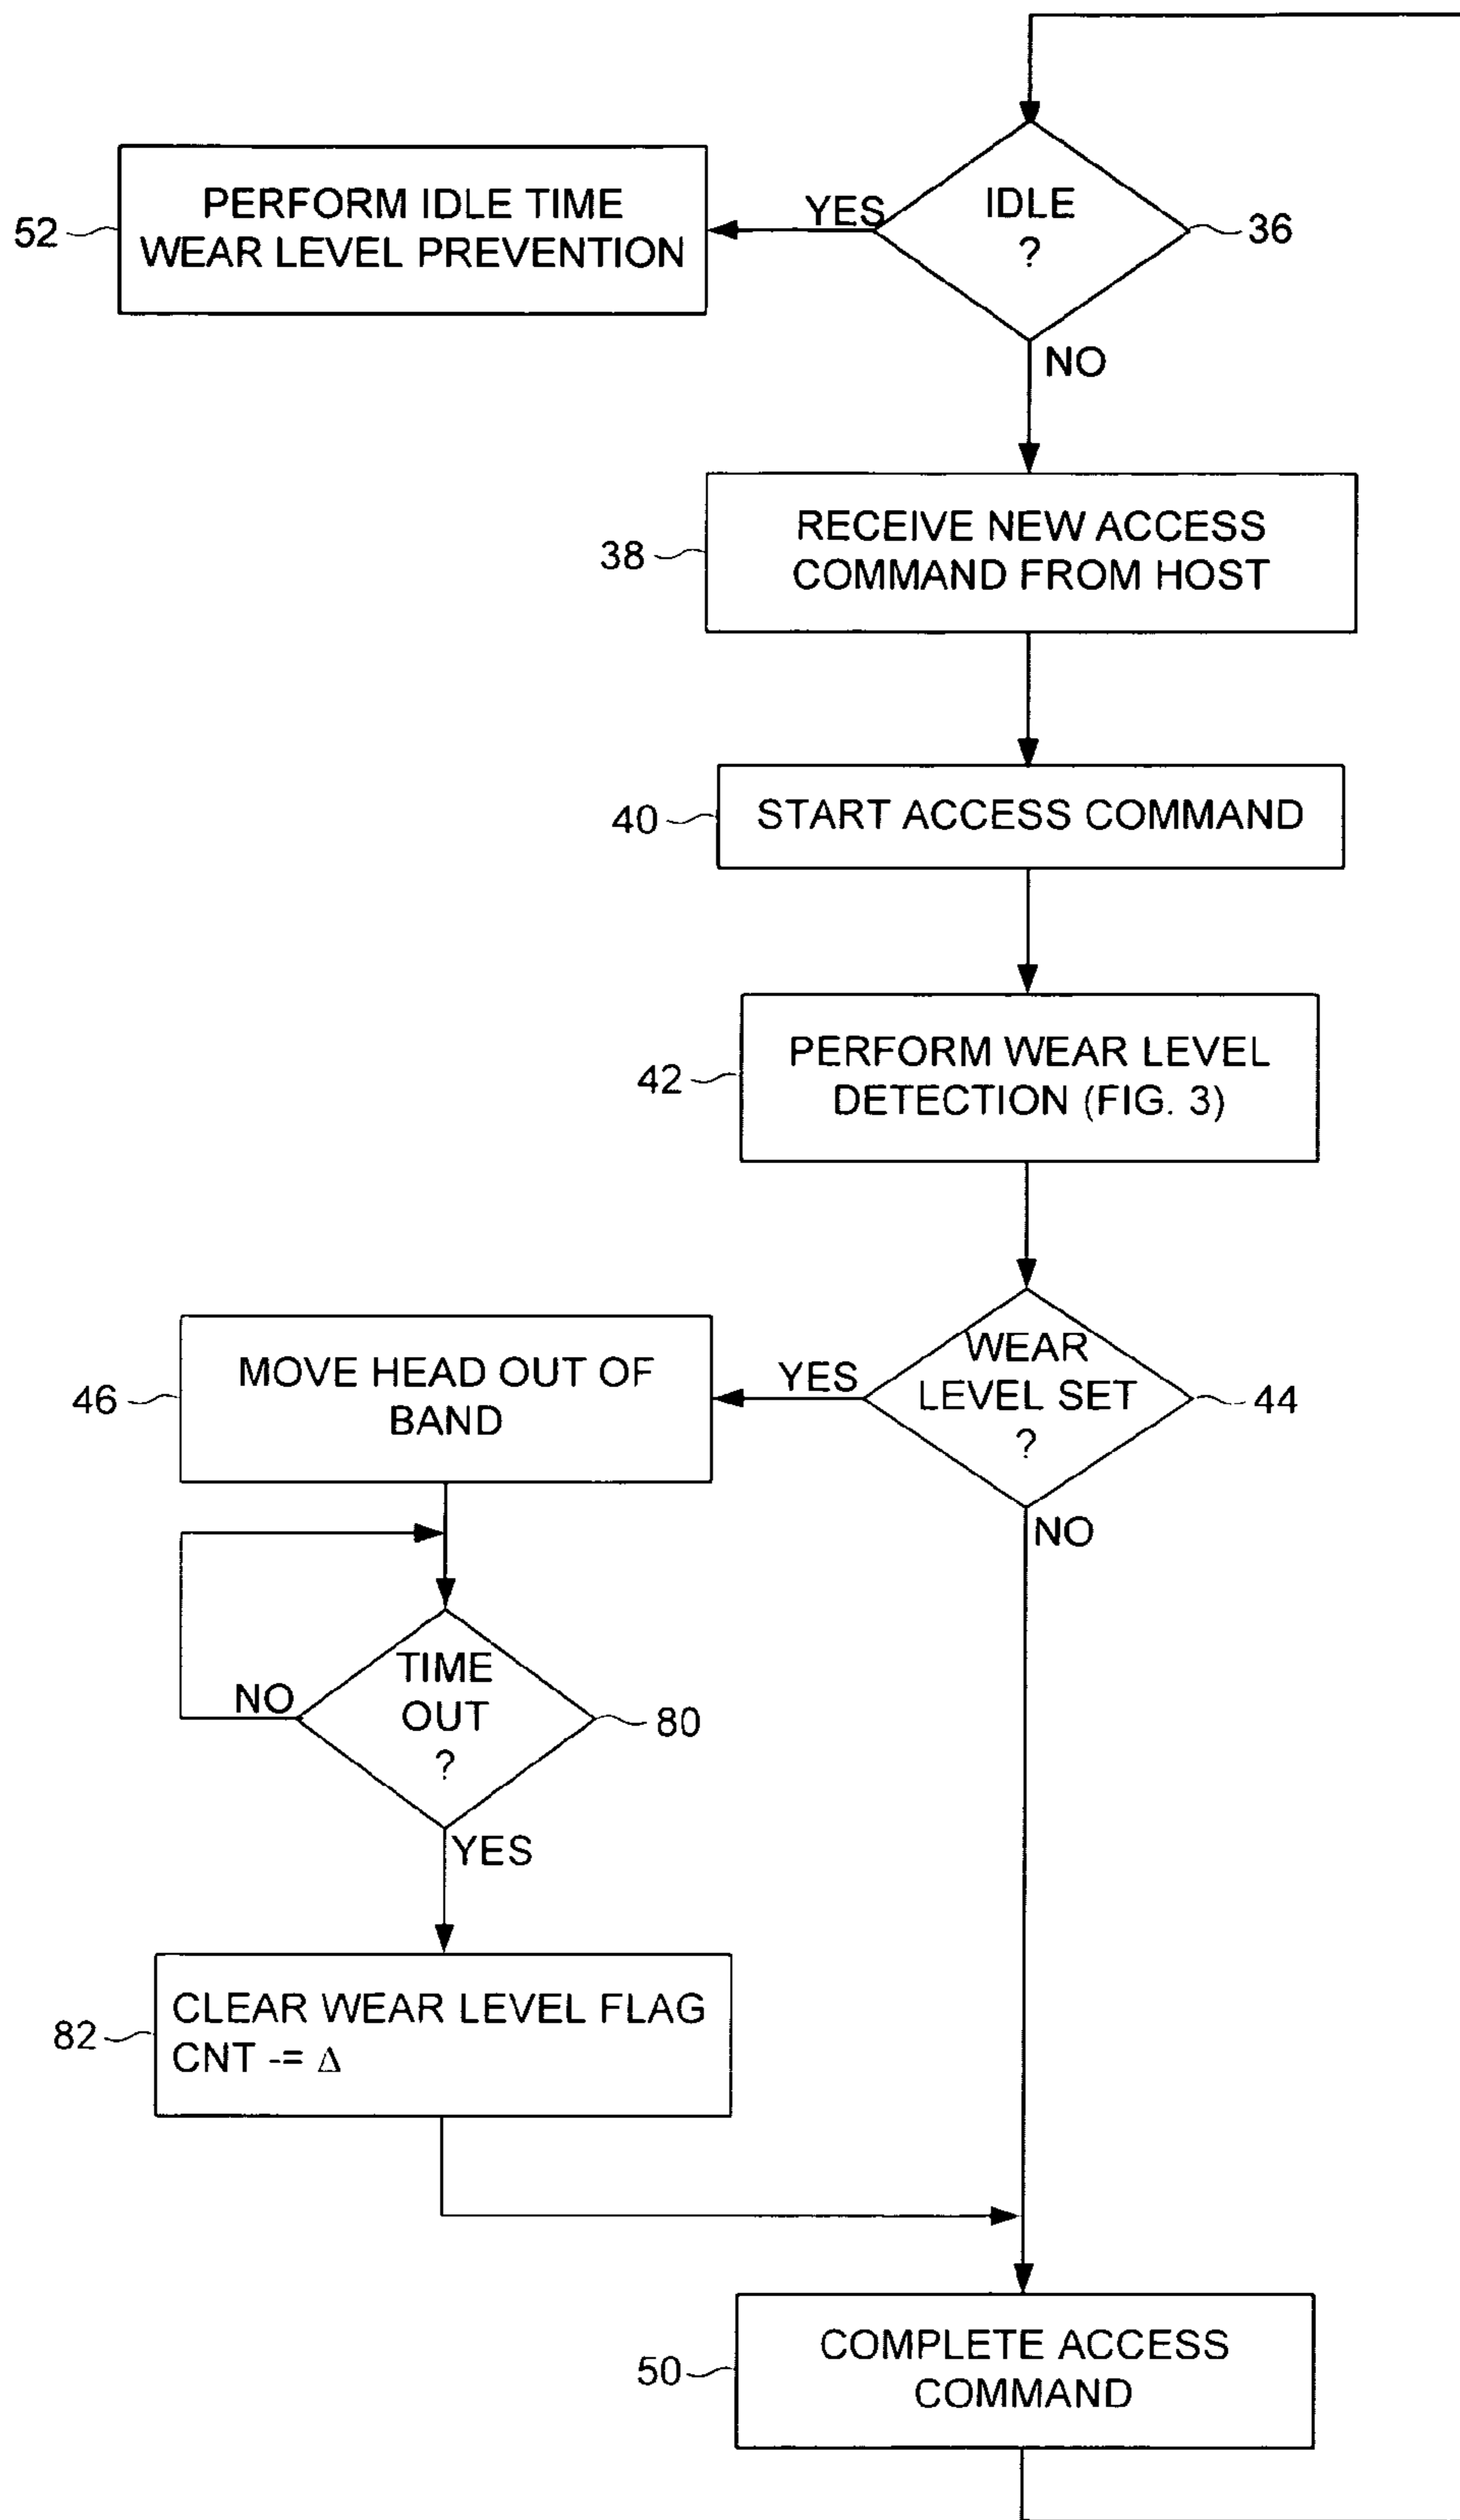 IDLE
?
36
YES
PERFORM IDLE TIME
WEAR LEVEL PREVENTION
52
NO
RECEIVE NEW ACCESS
COMMAND FROM HOST
38
START ACCESS COMMAND
40
PERFORM WEAR LEVEL
DETECTION (FIG. 3)
42
WEAR
LEVEL SET
?
44
YES
MOVE HEAD OUT OF
BAND
46
NO
TIME
OUT
?
80
NO
YES
CLEAR WEAR LEVEL FLAG
CNT -= Δ
82
COMPLETE ACCESS
COMMAND
50